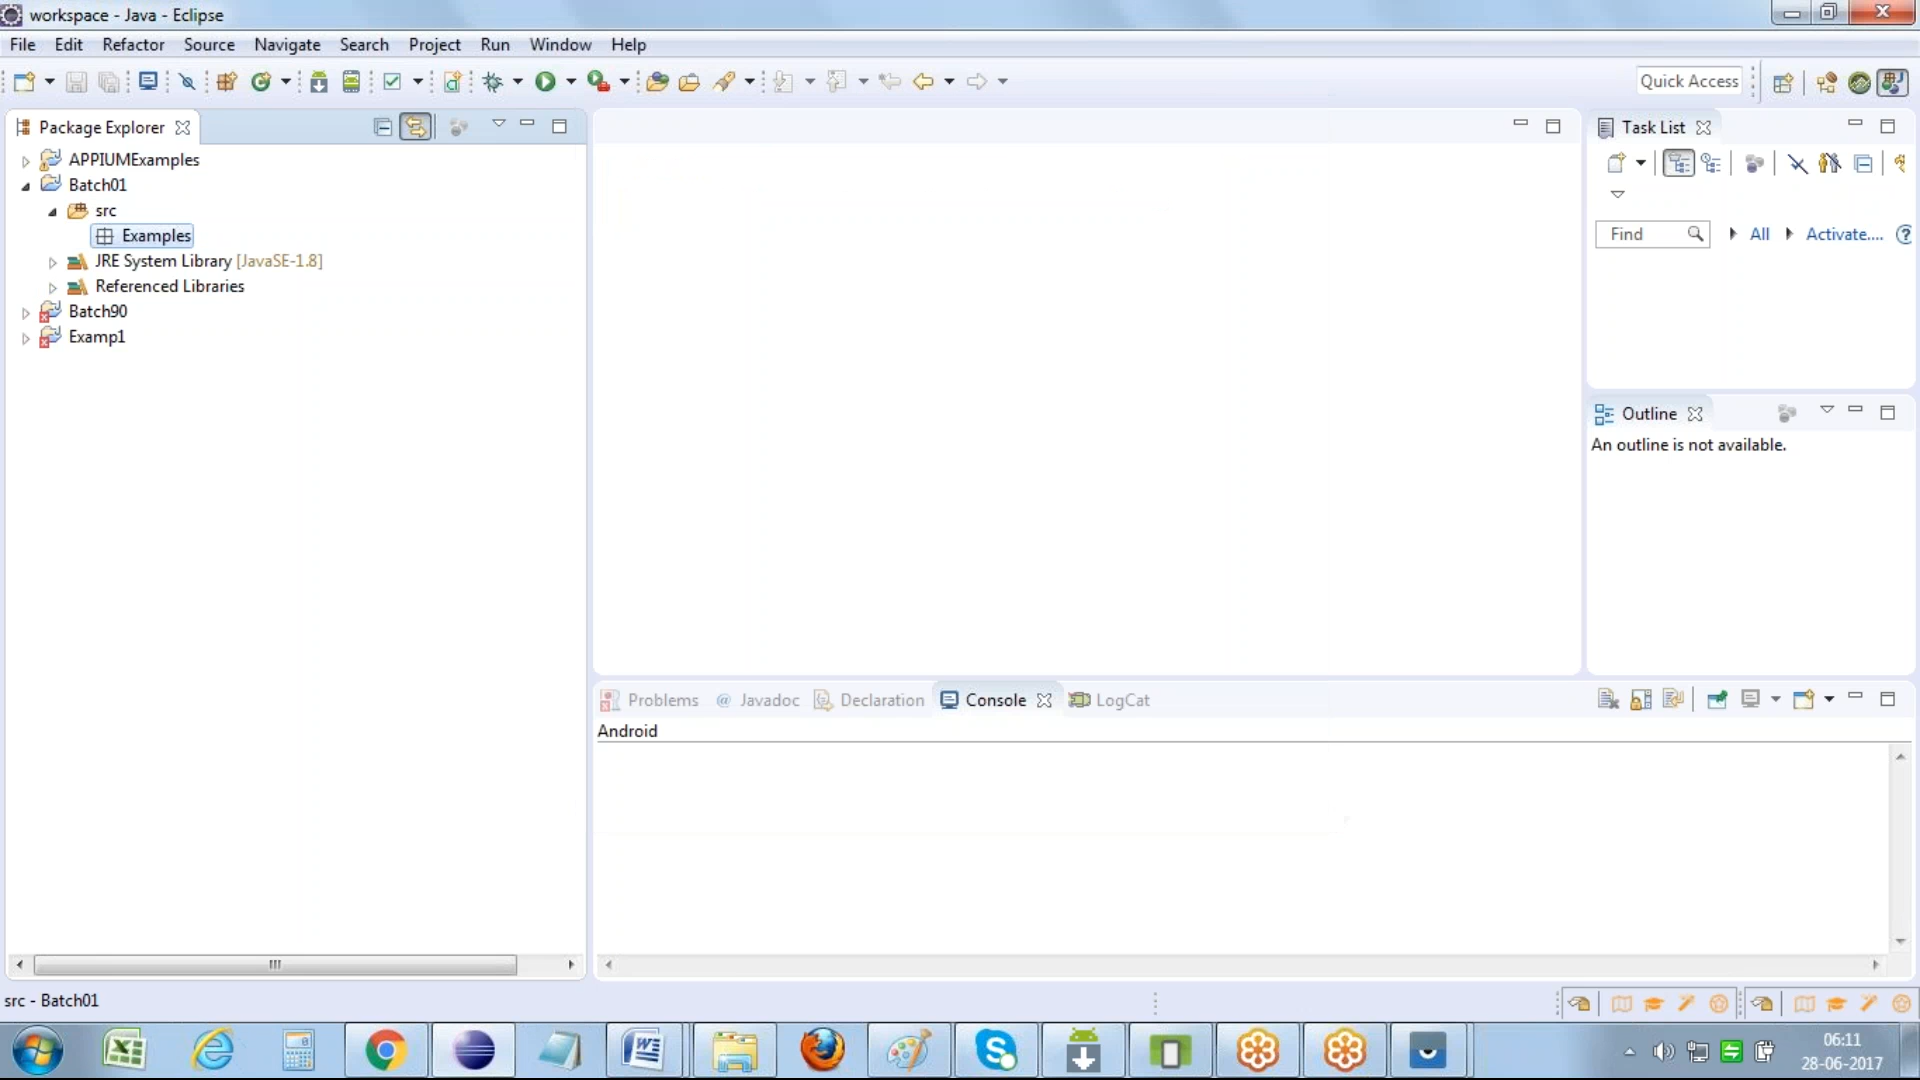 workspace - Java - Eclipse
File Edit Refactor Source Navigate Search Project Run Window Help
Quick Access
Package Explorer
APPIUMExamples
Batch01
src
Examples
JRE System Library [JavaSE-1.8]
Referenced Libraries
Batch90
Examp1
Task List
Find All Activate....
Outline
An outline is not available.
Problems @ Javadoc Declaration Console LogCat
Android
src - Batch01
06:11
28-06-2017